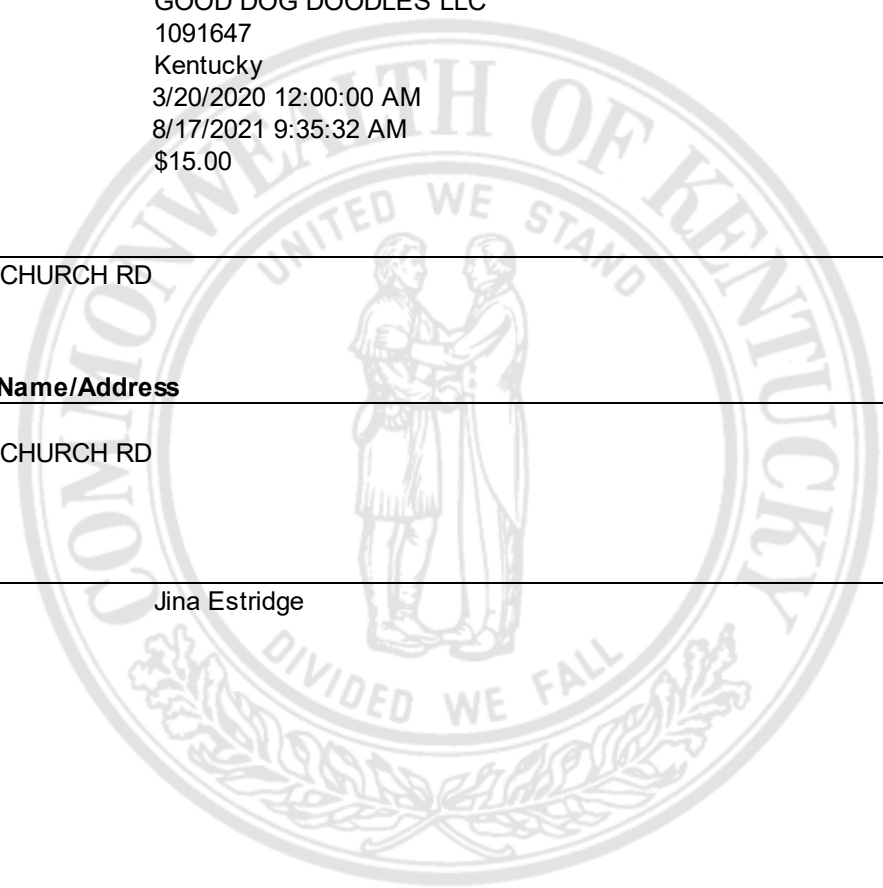 GOOD DOG DOODLES LLC
1091647
Kentucky
3/20/2020 12:00:00 AM
8/17/2021 9:35:32 AM
$15.00
CHURCH RD
Name/Address
CHURCH RD
Jina Estridge
COMMONWEALTH OF KENTUCKY
UNITED WE STAND
DIVIDED WE FALL